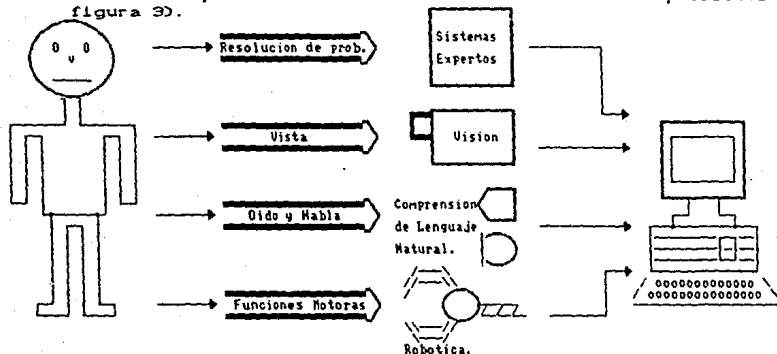 figura 3).
Resolucion de prob.
Sistemas
Expertos
Vista
Vision
Oido y Habla
Comprension
de Lenguaje
Natural.
Funciones Motoras
Robotica.